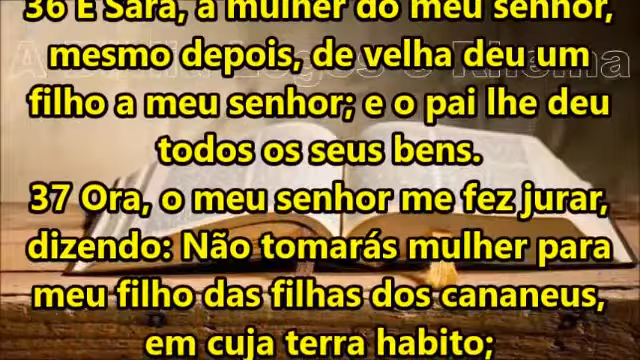 36 E Sara, a mulher do meu senhor,
mesmo depois, de velha deu um
filho a meu senhor; e o pai lhe deu
todos os seus bens.
37 Ora, o meu senhor me fez jurar,
dizendo: Não tomarás mulher para
meu filho das filhas dos cananeus,
em cuja terra habito;